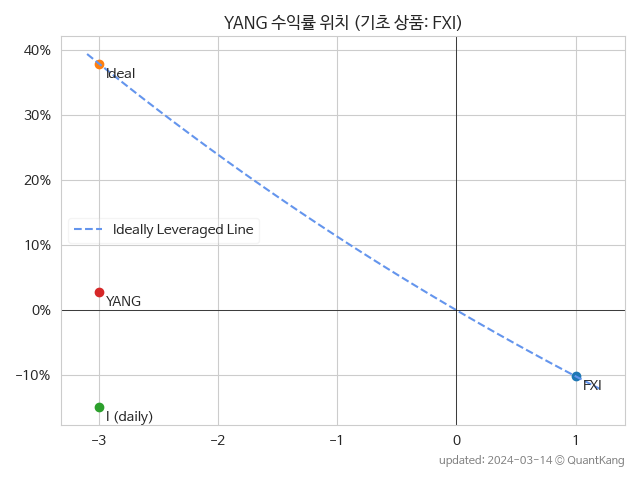 YANG 수익률 위치 (기초 상품: FXI)
40%
30%
20%
10%
0%
−10%
Ideal
Ideally Leveraged Line
YANG
I (daily)
FXI
−3
−2
−1
0
1
updated: 2024-03-14 © QuantKang